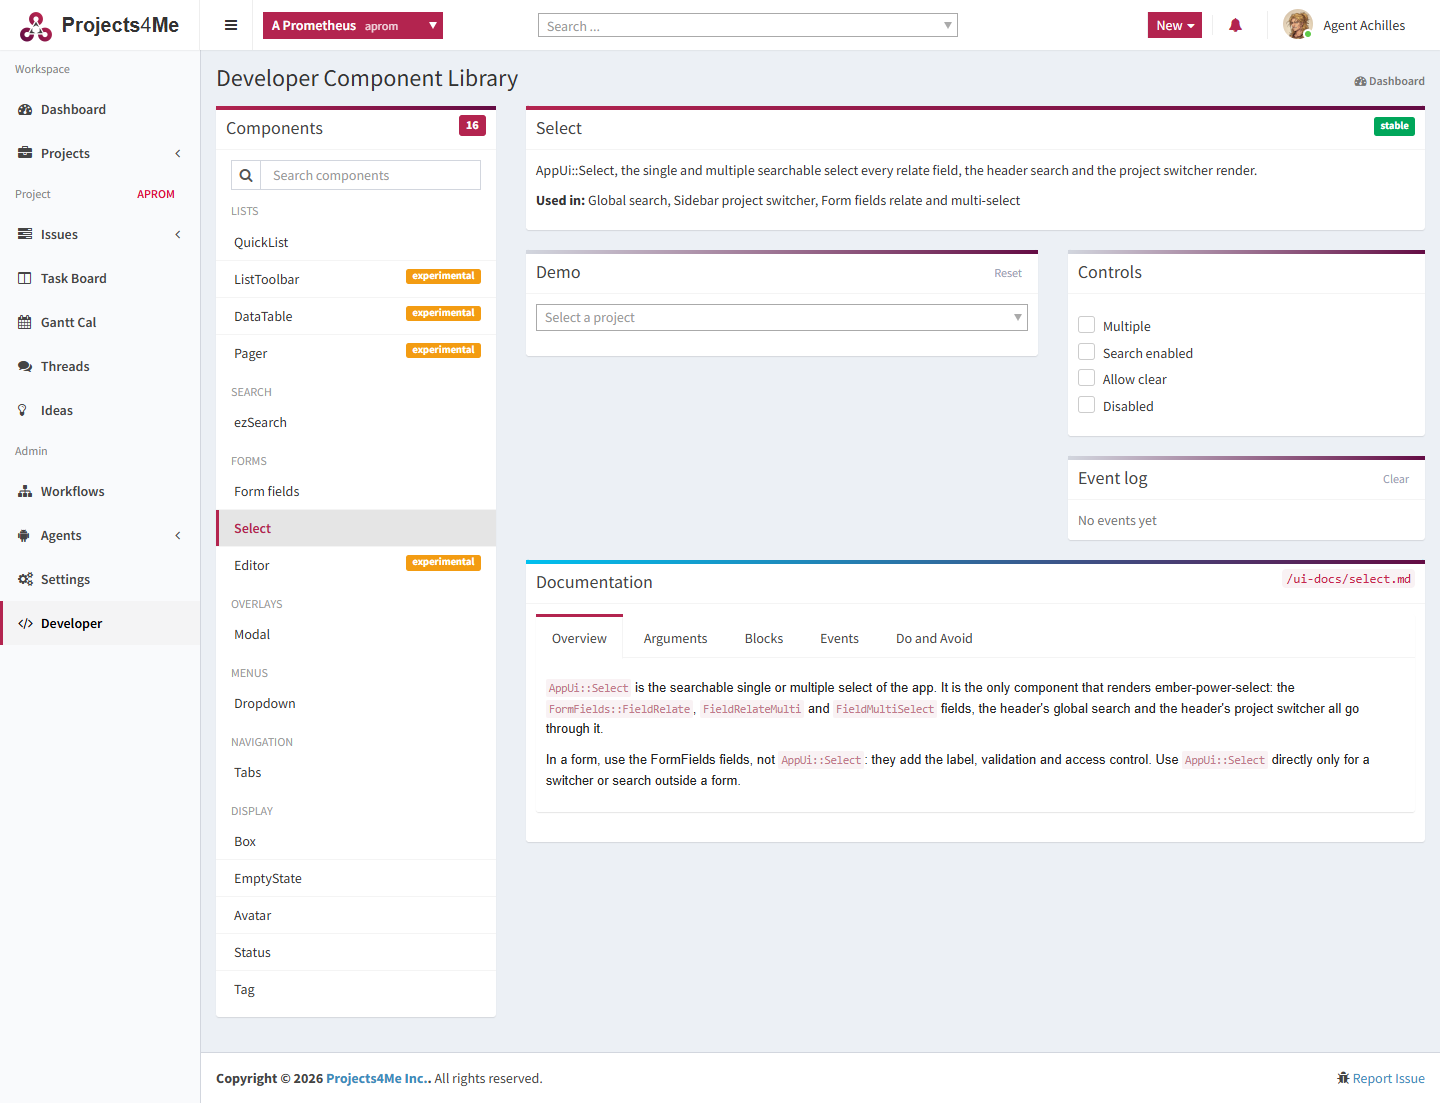 Projects4Me
A Prometheus aprom
Search ...
New
Agent Achilles
Workspace
Dashboard
Projects
Project APROM
Issues
Task Board
Gantt Cal
Threads
Ideas
Admin
Workflows
Agents
Settings
Developer
Developer Component Library
Dashboard
Components 16
Search components
LISTS
QuickList
ListToolbar experimental
DataTable experimental
Pager experimental
SEARCH
ezSearch
FORMS
Form fields
Select
Editor experimental
OVERLAYS
Modal
MENUS
Dropdown
NAVIGATION
Tabs
DISPLAY
Box
EmptyState
Avatar
Status
Tag
Select stable
AppUi::Select, the single and multiple searchable select every relate field, the header search and the project switcher render.
Used in: Global search, Sidebar project switcher, Form fields relate and multi-select
Demo Reset
Select a project
Controls
Multiple
Search enabled
Allow clear
Disabled
Event log Clear
No events yet
Documentation /ui-docs/select.md
Overview Arguments Blocks Events Do and Avoid
AppUi::Select is the searchable single or multiple select of the app. It is the only component that renders ember-power-select: the
FormFields::FieldRelate, FieldRelateMulti and FieldMultiSelect fields, the header's global search and the header's project switcher all go
through it.
In a form, use the FormFields fields, not AppUi::Select: they add the label, validation and access control. Use AppUi::Select directly only for a
switcher or search outside a form.
Copyright © 2026 Projects4Me Inc.. All rights reserved.
Report Issue